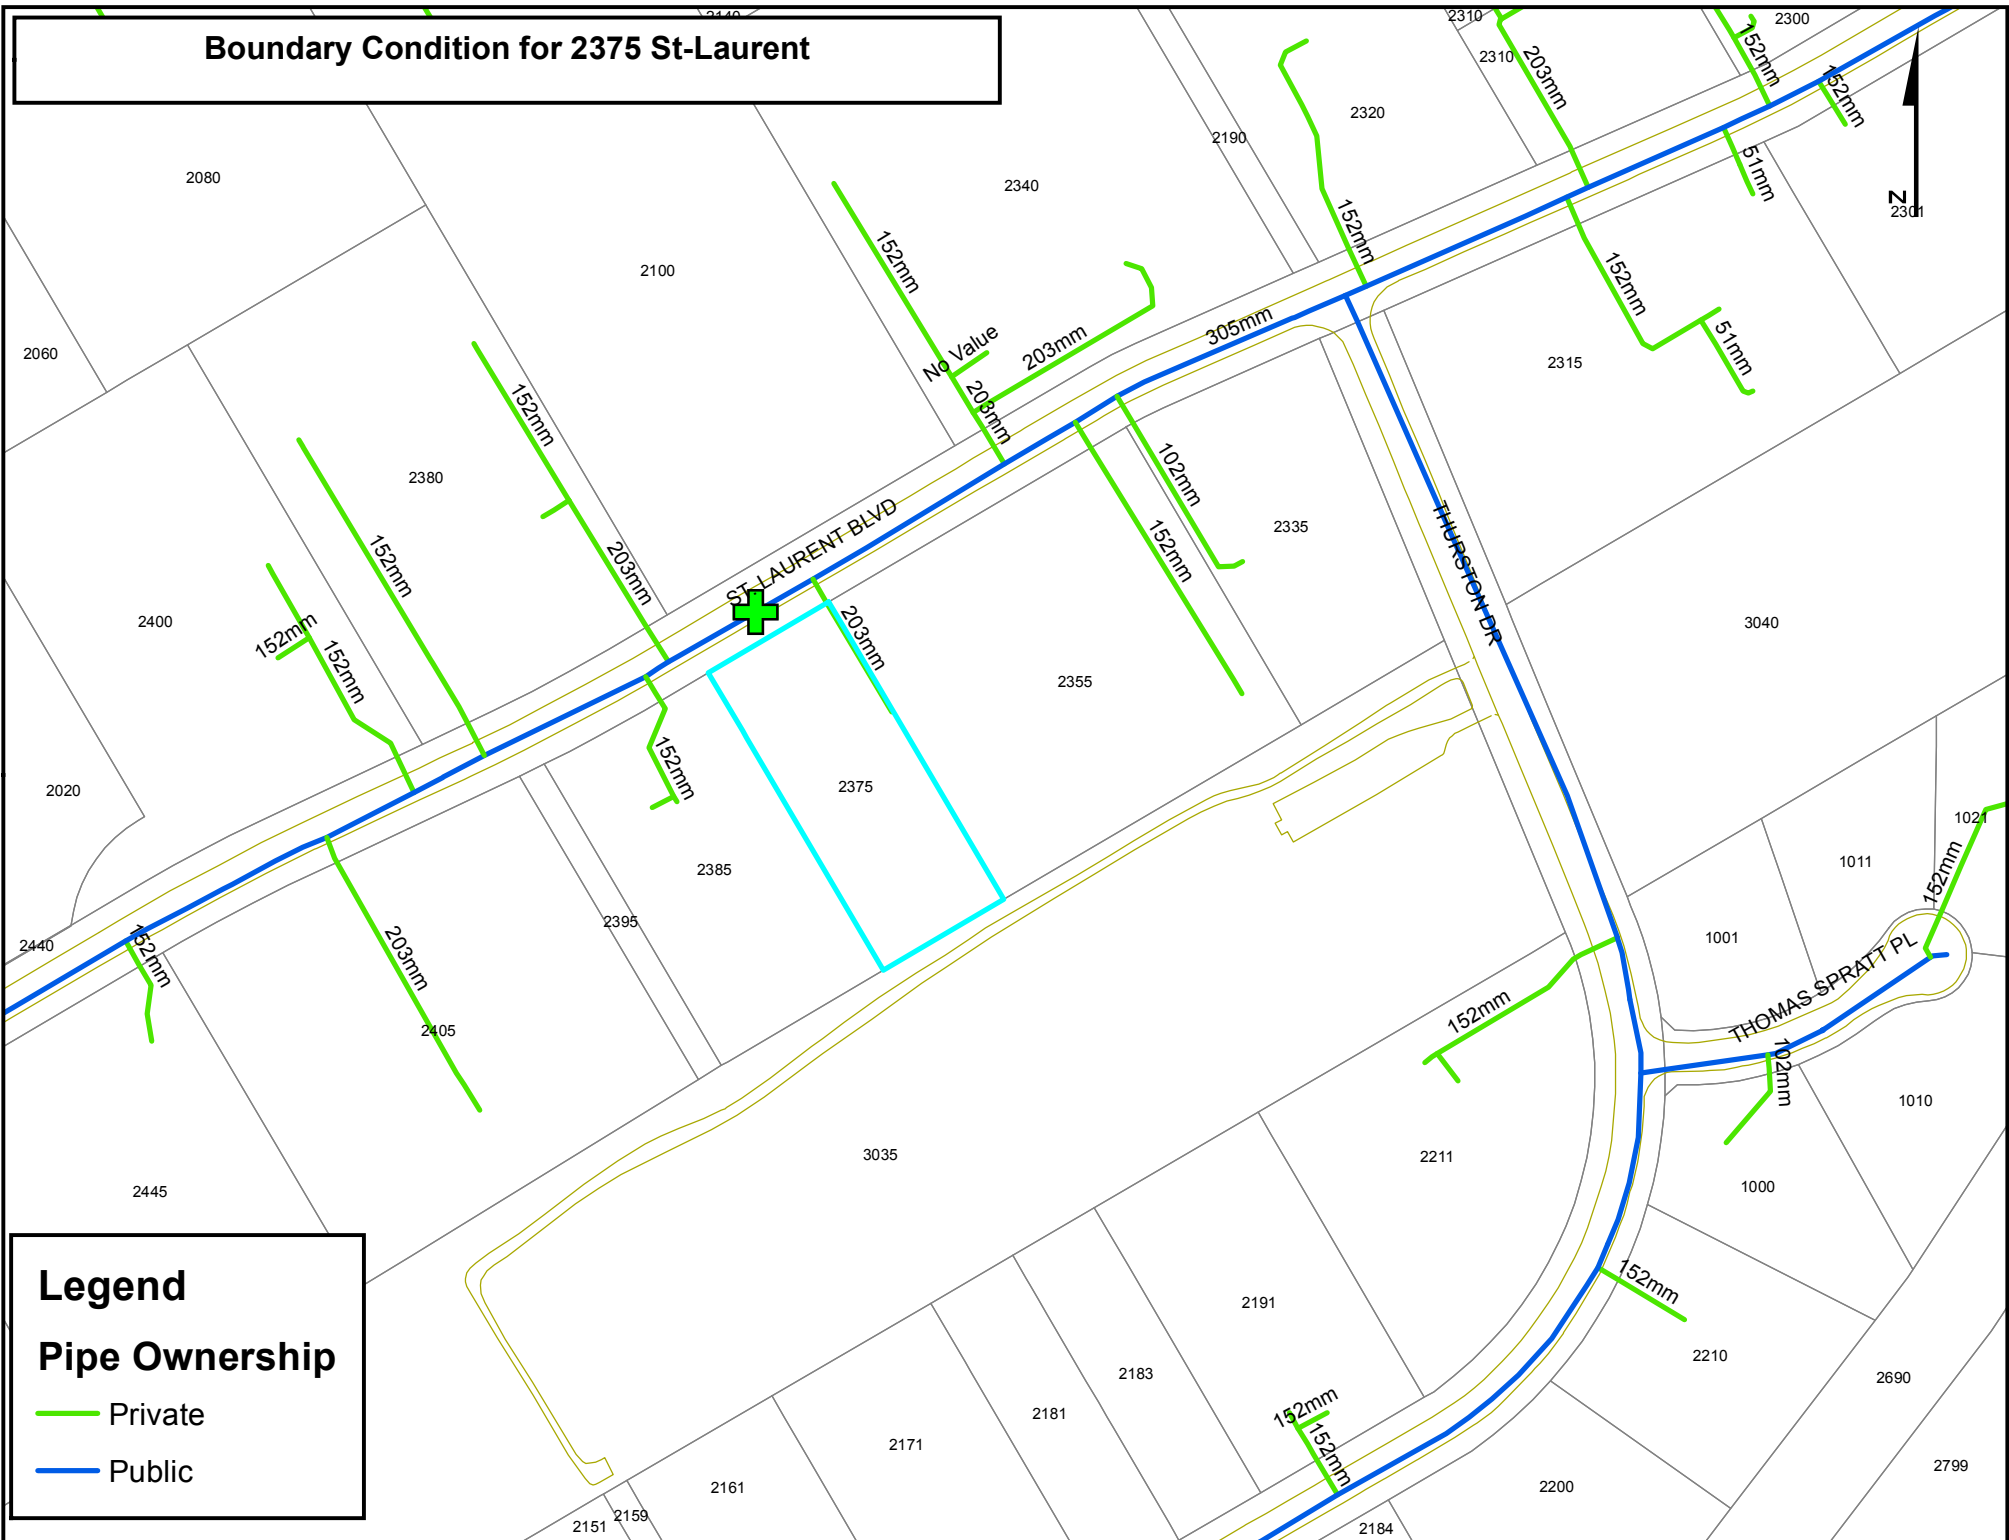 Boundary Condition for 2375 St-Laurent
2140
2310
2300
2310
203mm
152mm
152mm
2320
2190
51mm
2080
2340
2301
N
152mm
152mm
2100
152mm
2060
305mm
No Value
203mm
51mm
2315
203mm
152mm
2380
102mm
2335
152mm
ST. LAURENT BLVD
THURSTON DR
152mm
203mm
2400
152mm
152mm
203mm
3040
2355
152mm
2375
2020
1021
2385
1011
152mm
2395
2440
152mm
203mm
1001
THOMAS SPRATT PL
152mm
2405
102mm
1010
3035
2211
2445
1000
152mm
Legend
Pipe Ownership
Private
Public
2191
2210
2183
2690
2181
152mm
152mm
2171
2799
2161
2200
2159
2151
2184